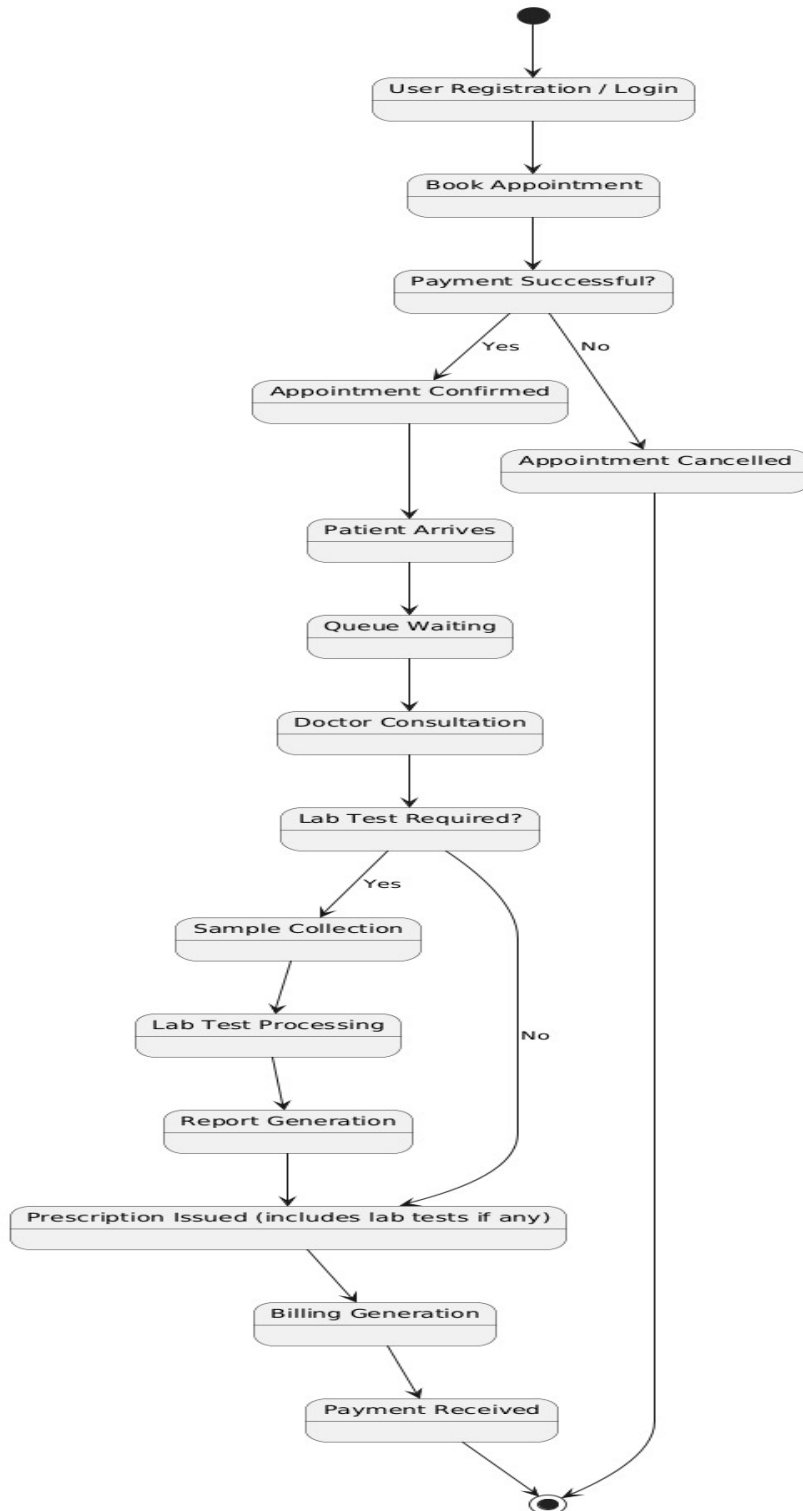 User Registration / Login
Book Appointment
Payment Successful?
Yes
No
Appointment Confirmed
Appointment Cancelled
Patient Arrives
Queue Waiting
Doctor Consultation
Lab Test Required?
Yes
Sample Collection
Lab Test Processing
No
Report Generation
Prescription Issued (includes lab tests if any)
Billing Generation
Payment Received